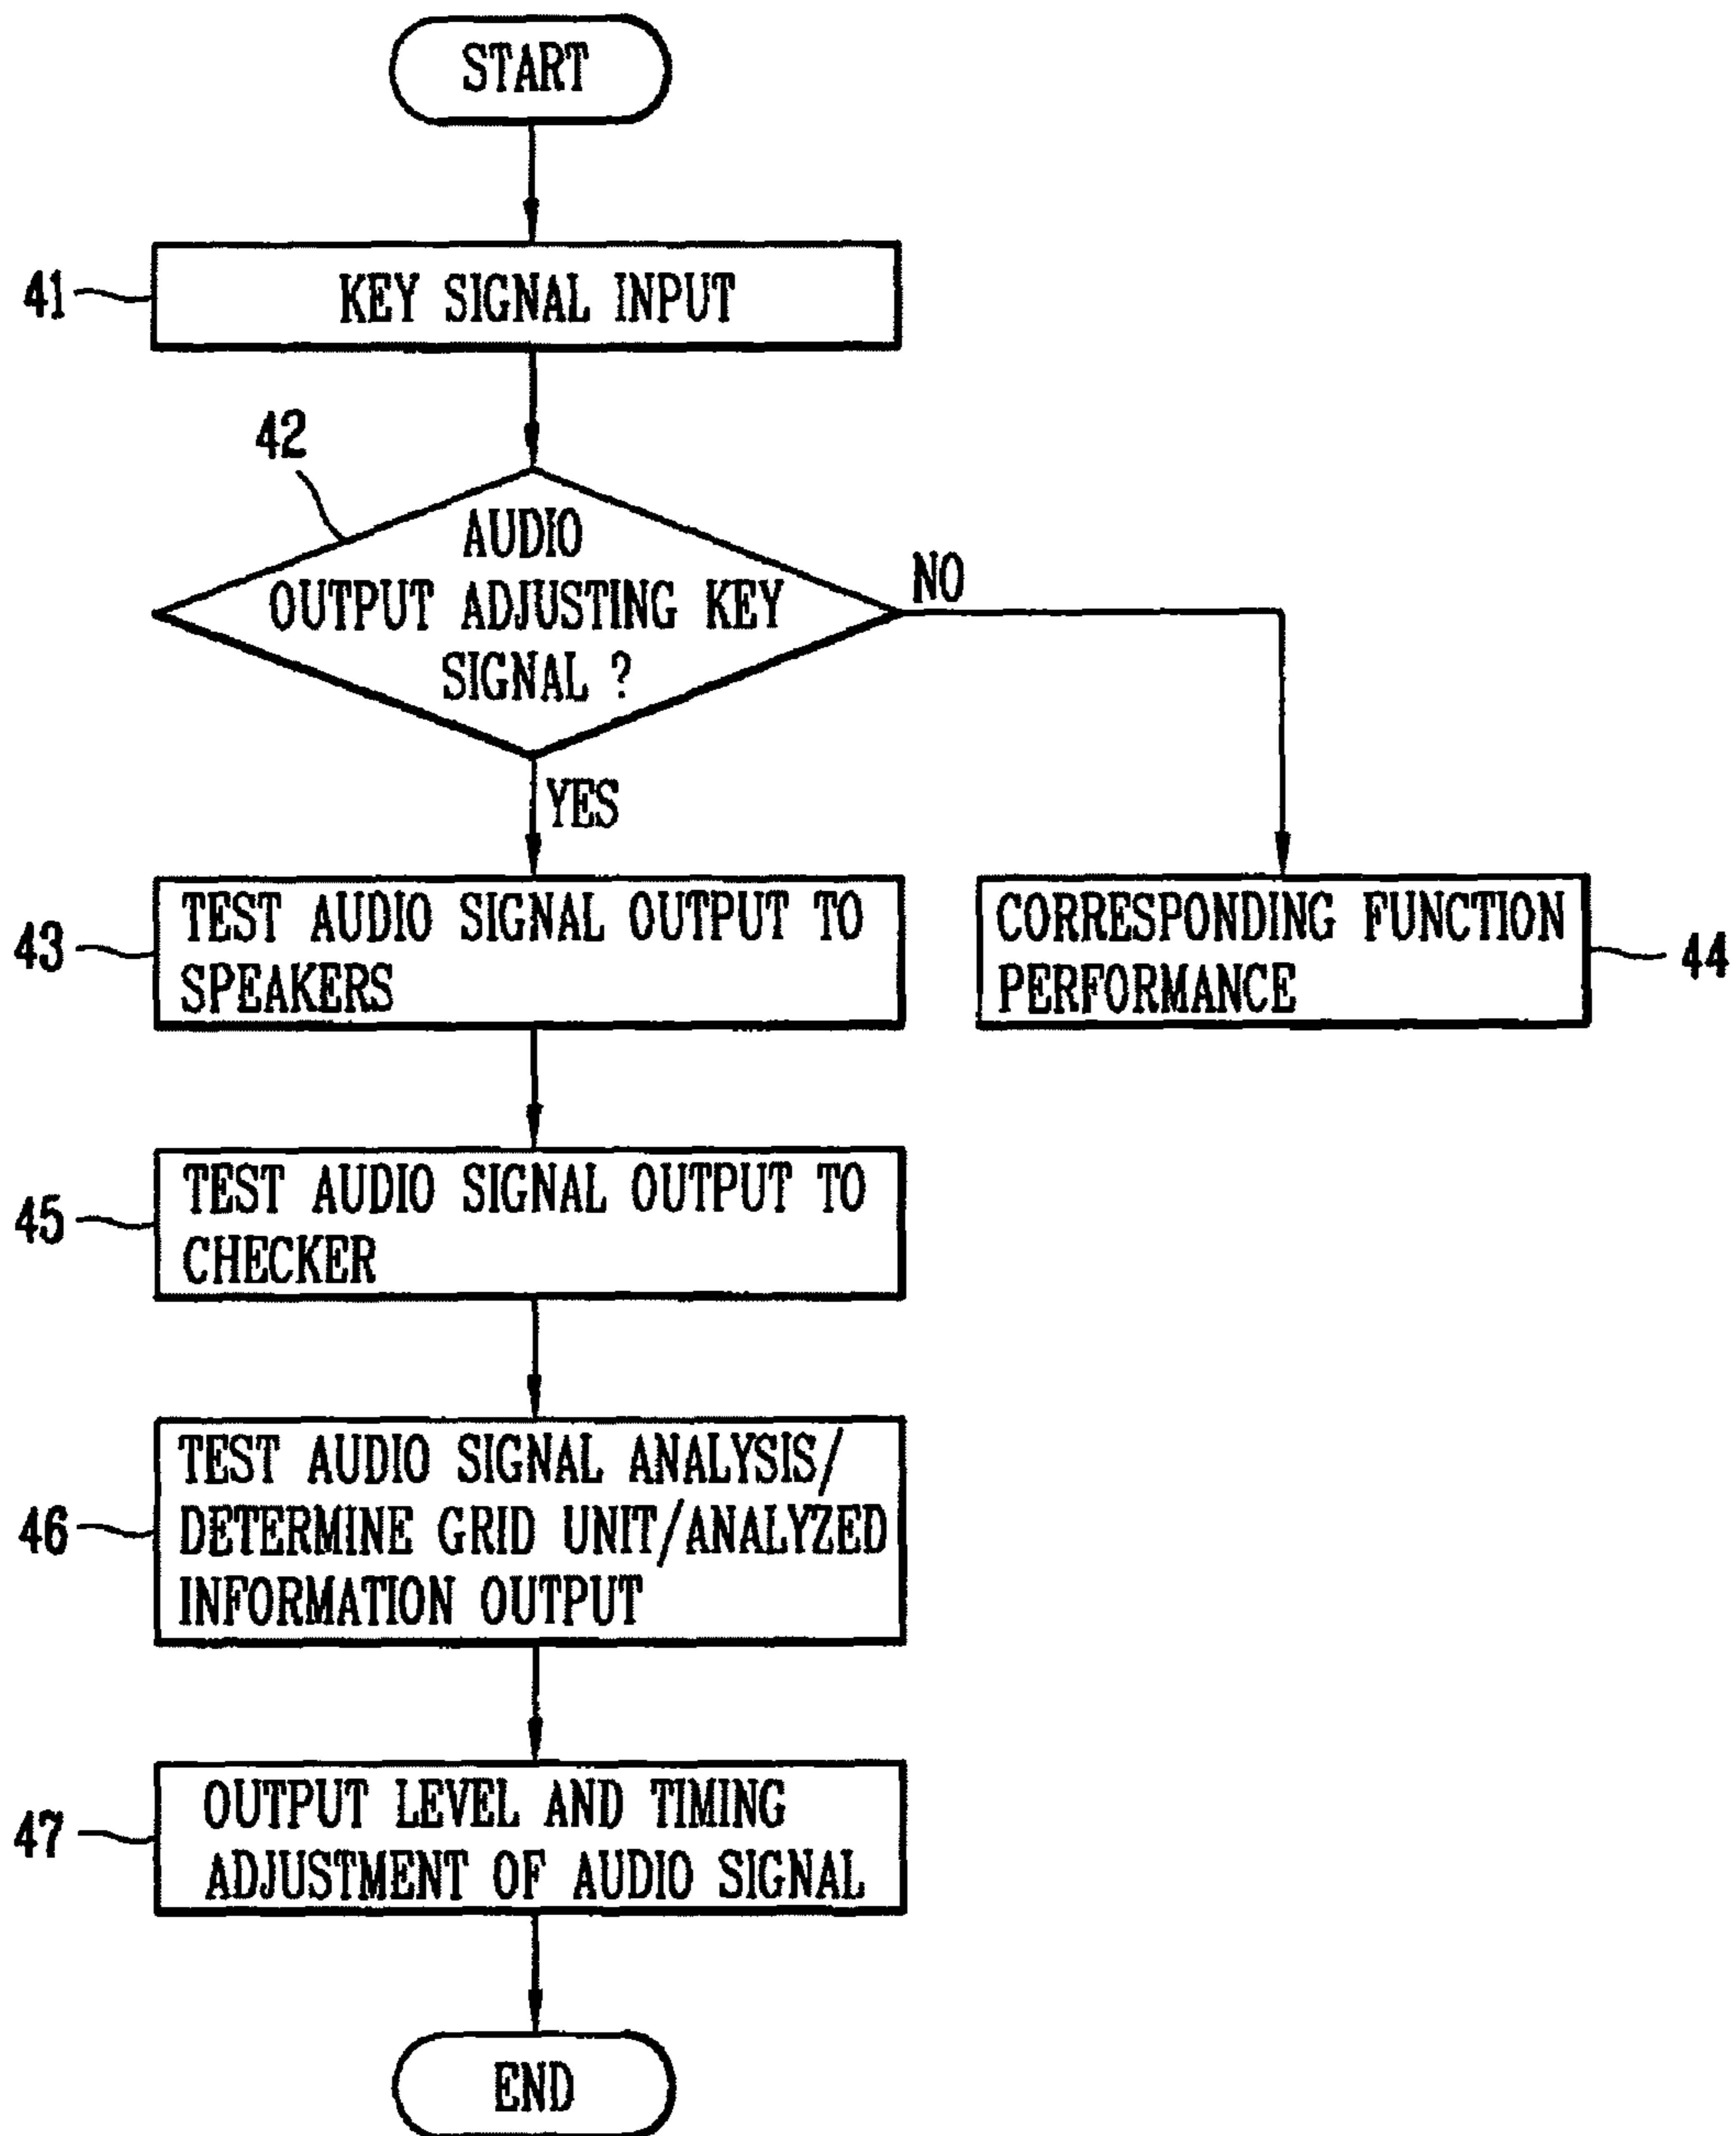 START
41
KEY SIGNAL INPUT
42
AUDIO
OUTPUT ADJUSTING KEY
SIGNAL ?
NO
YES
43
TEST AUDIO SIGNAL OUTPUT TO
SPEAKERS
CORRESPONDING FUNCTION
PERFORMANCE
44
45
TEST AUDIO SIGNAL OUTPUT TO
CHECKER
46
TEST AUDIO SIGNAL ANALYSIS/
DETERMINE GRID UNIT/ANALYZED
INFORMATION OUTPUT
47
OUTPUT LEVEL AND TIMING
ADJUSTMENT OF AUDIO SIGNAL
END